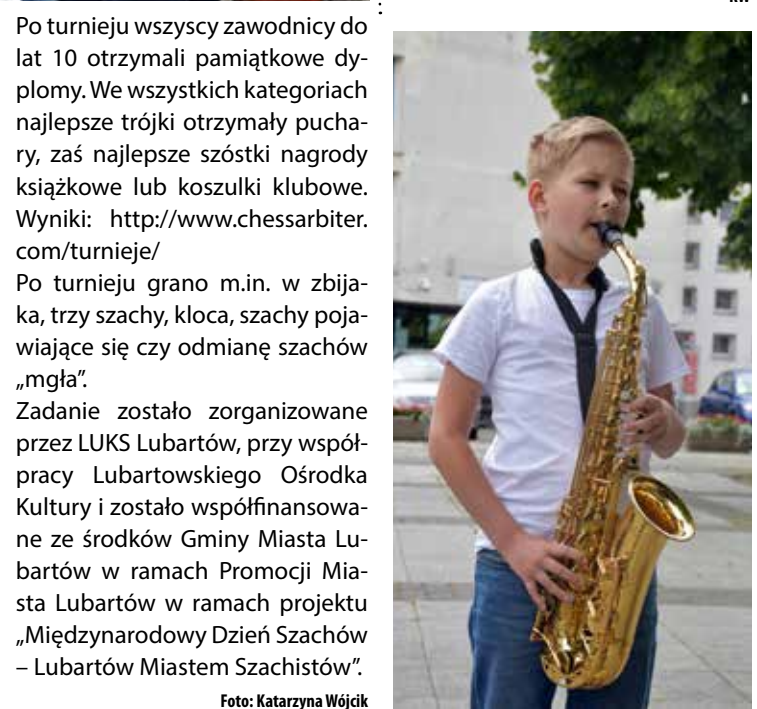 Po turnieju wszyscy zawodnicy do
lat 10 otrzymali pamiątkowe dy-
plomy. We wszystkich kategoriach
najlepsze trójki otrzymały pucha-
ry, zaś najlepsze szóstki nagrody
książkowe lub koszulki klubowe.
Wyniki: http://www.chessarbiter.
com/turnieje/
Po turnieju grano m.in. w zbija-
ka, trzy szachy, kloca, szachy poja-
wiające się czy odmianę szachów
„mgła”.
Zadanie zostało zorganizowane
przez LUKS Lubartów, przy współ-
pracy Lubartowskiego Ośrodka
Kultury i zostało współfinansowa-
ne ze środków Gminy Miasta Lu-
bartów w ramach Promocji Mia-
sta Lubartów w ramach projektu
„Międzynarodowy Dzień Szachów
– Lubartów Miastem Szachistów”.
Foto: Katarzyna Wójcik